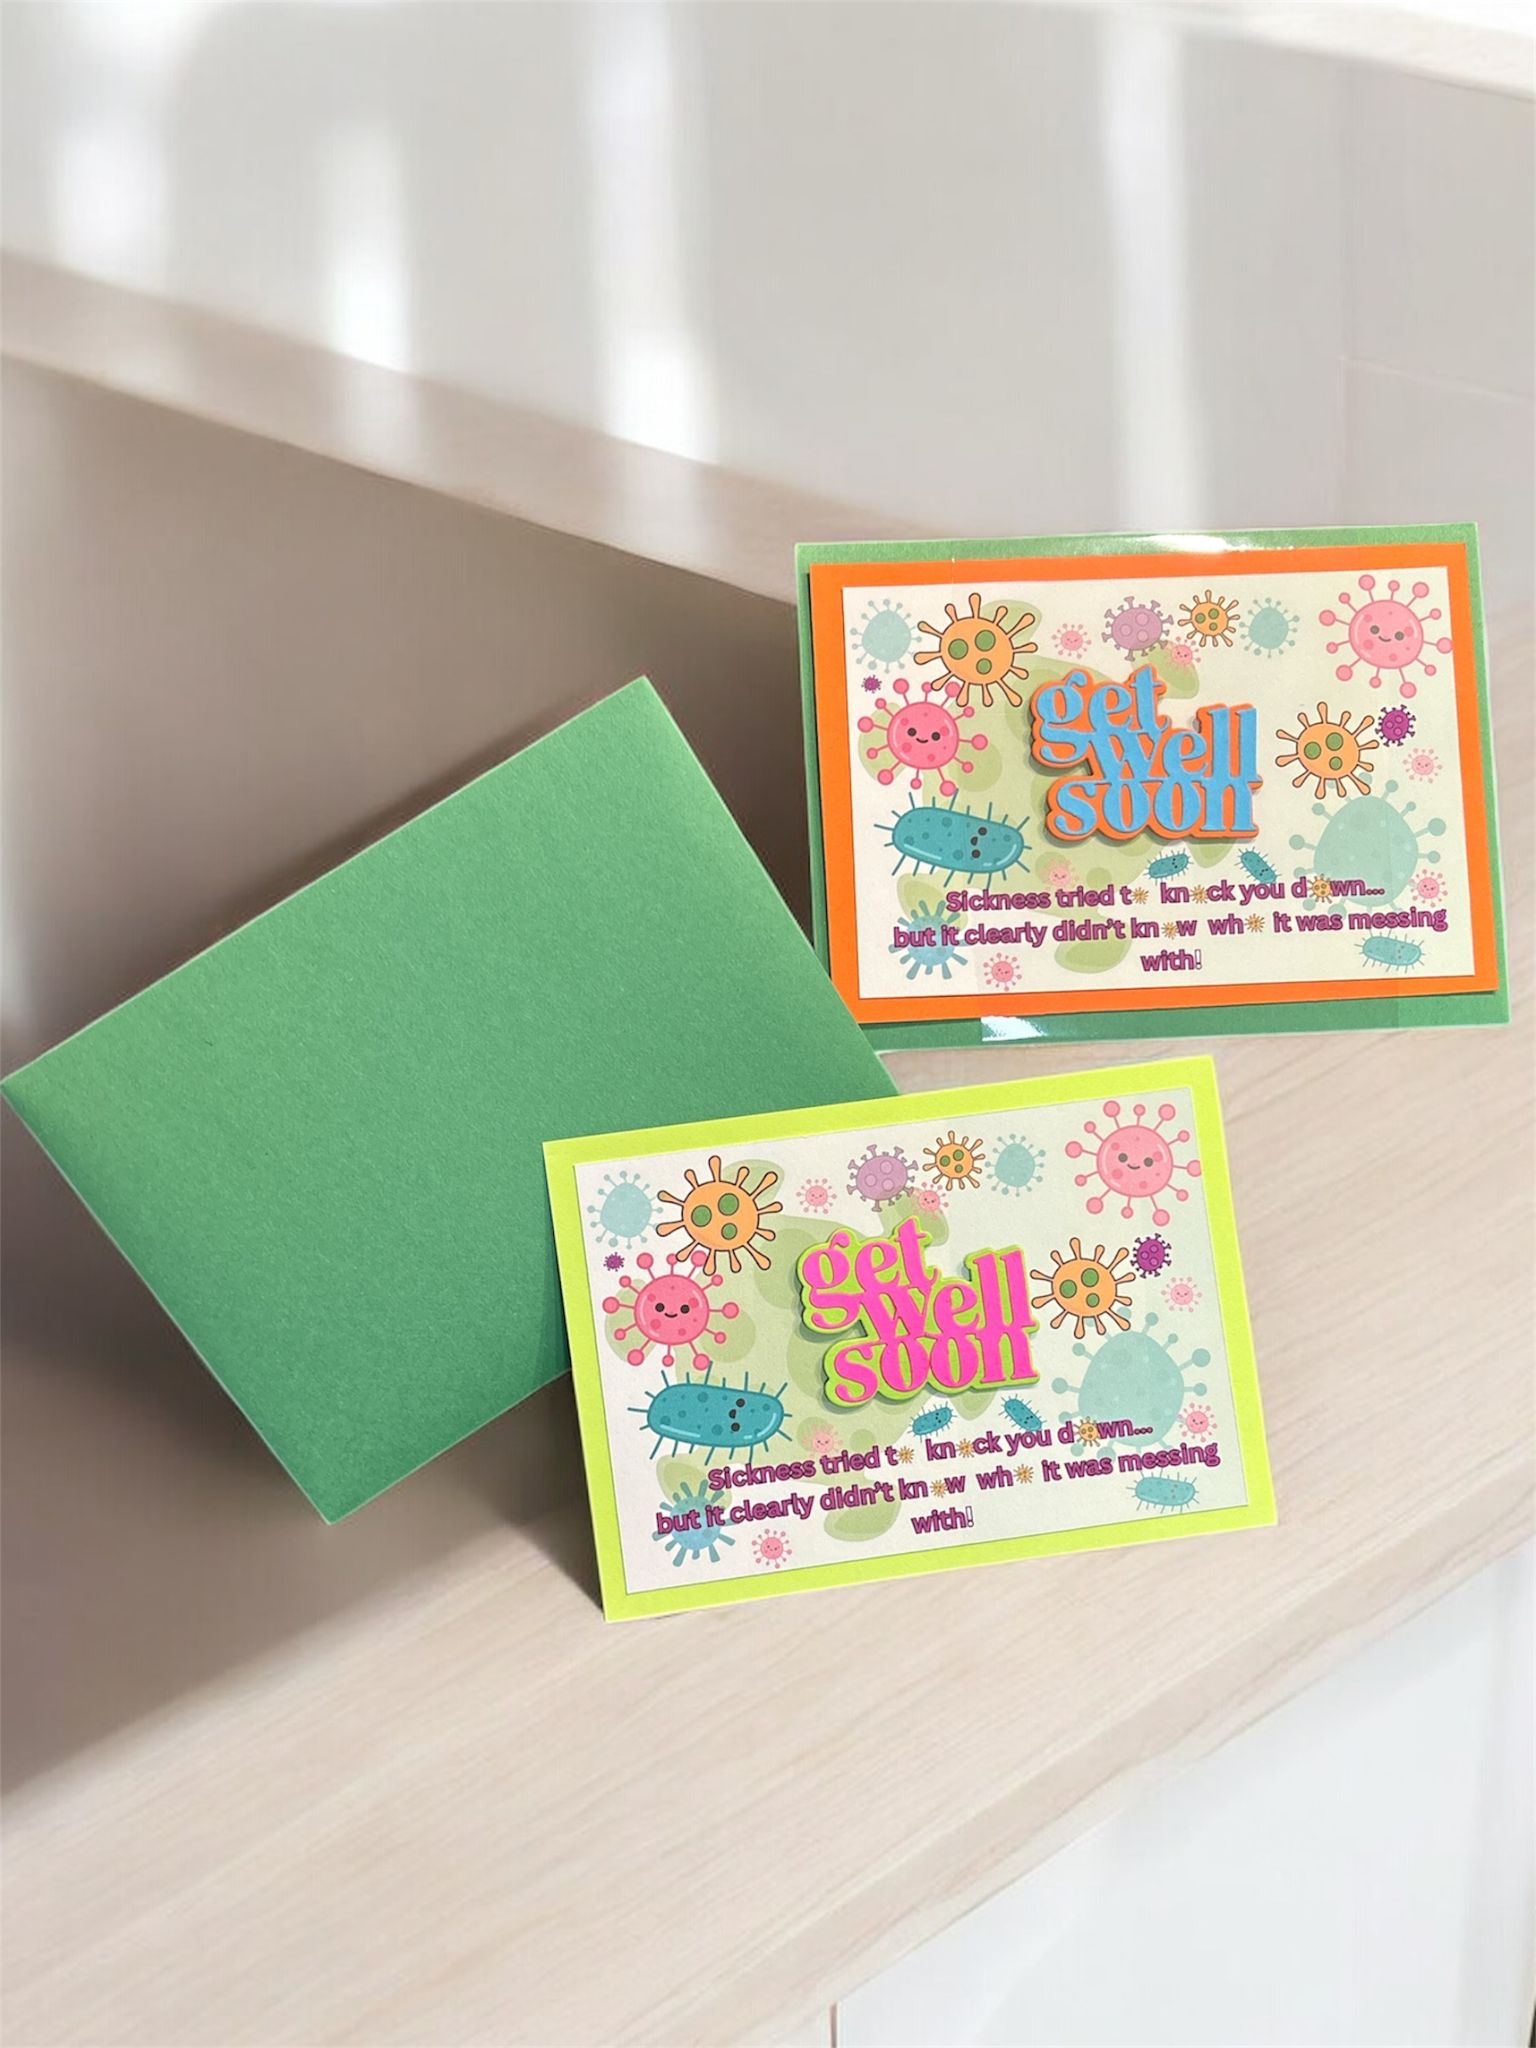 get
well
soon
Sickness tried to knock you down...
but it clearly didn't know who it was messing
with!
get
well
soon
Sickness tried to knock you down...
but it clearly didn't know who it was messing
with!